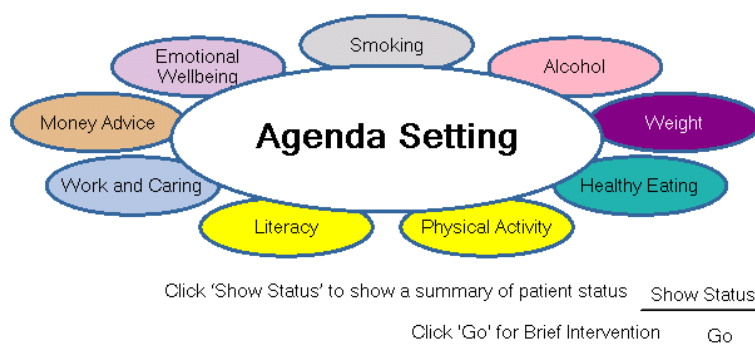 Smoking
Emotional
Wellbeing
Alcohol
Money Advice
Agenda Setting
Weight
Work and Caring
Healthy Eating
Literacy
Physical Activity
Click ‘Show Status’ to show a summary of patient status
Show Status
Click 'Go' for Brief Intervention
Go